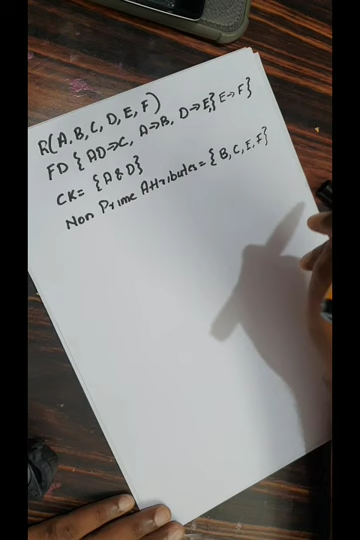 R(A, B, C, D, E, F)
FD { AD→C, A→B, D→E,} E→F}
CK = {A & D}
Non Prime Attributes = {B, C, E, F}